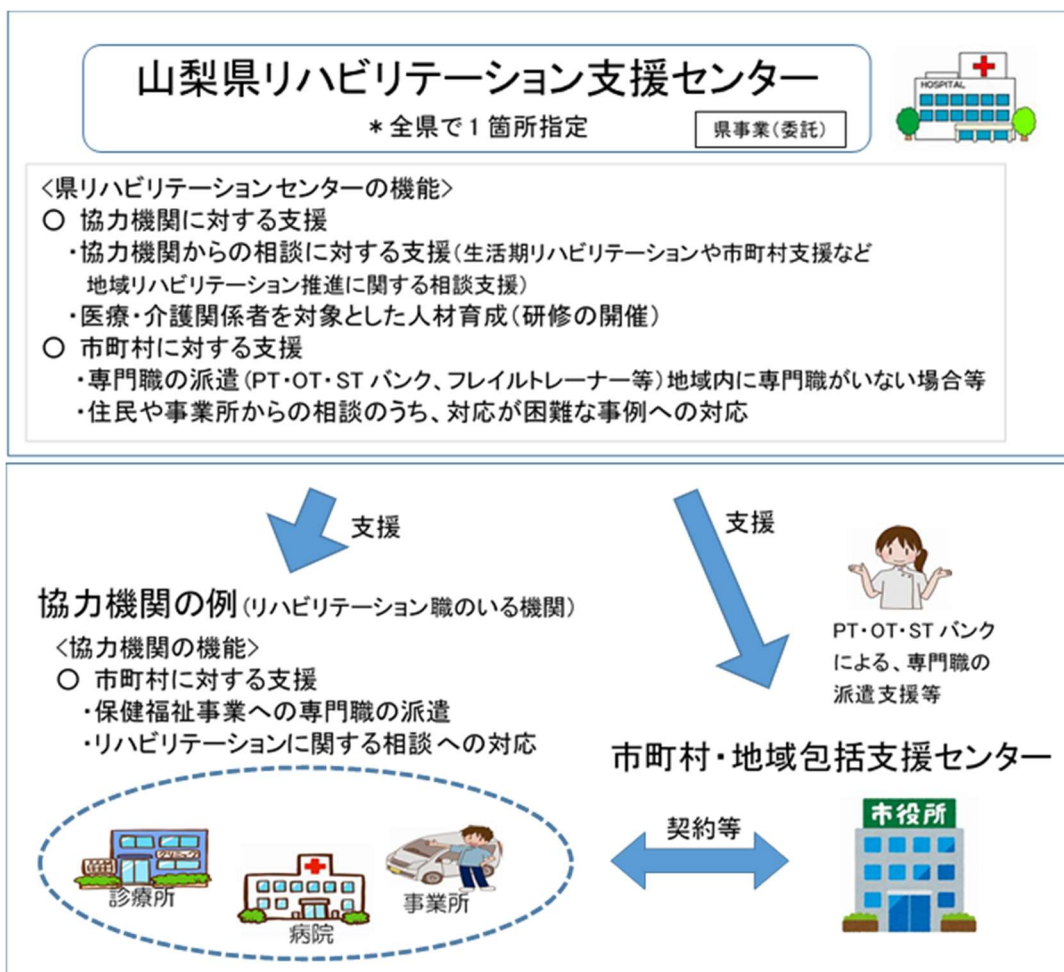 山梨県リハビリテーション支援センター
＊全県で１箇所指定
県事業(委託)
HOSPITAL
<県リハビリテーションセンターの機能>
○ 協力機関に対する支援
・協力機関からの相談に対する支援(生活期リハビリテーションや市町村支援など
地域リハビリテーション推進に関する相談支援)
・医療・介護関係者を対象とした人材育成(研修の開催)
○ 市町村に対する支援
・専門職の派遣(PT・OT・ST バンク、フレイルトレーナー等)地域内に専門職がいない場合等
・住民や事業所からの相談のうち、対応が困難な事例への対応
支援
支援
協力機関の例(リハビリテーション職のいる機関)
<協力機関の機能>
○ 市町村に対する支援
・保健福祉事業への専門職の派遣
・リハビリテーションに関する相談への対応
PT・OT・ST バンク
による、専門職の
派遣支援等
市町村・地域包括支援センター
契約等
市役所
クリニック
診療所
病院
事業所